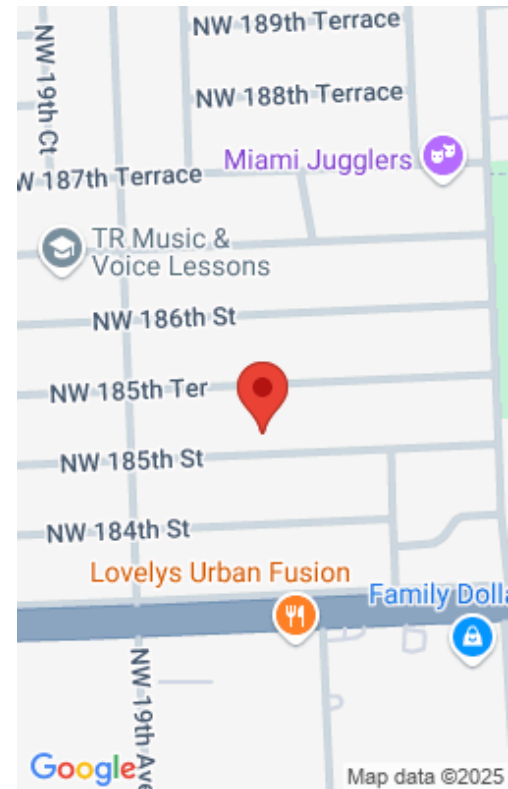 NW 189th Terrace
NW 19th Ct
NW 188th Terrace
Miami Jugglers
W 187th Terrace
TR Music &
Voice Lessons
NW 186th St
NW 185th Ter
NW 185th St
NW 184th St
Lovelys Urban Fusion
Family Dolla
NW 19th Ave
Google
Map data ©2025